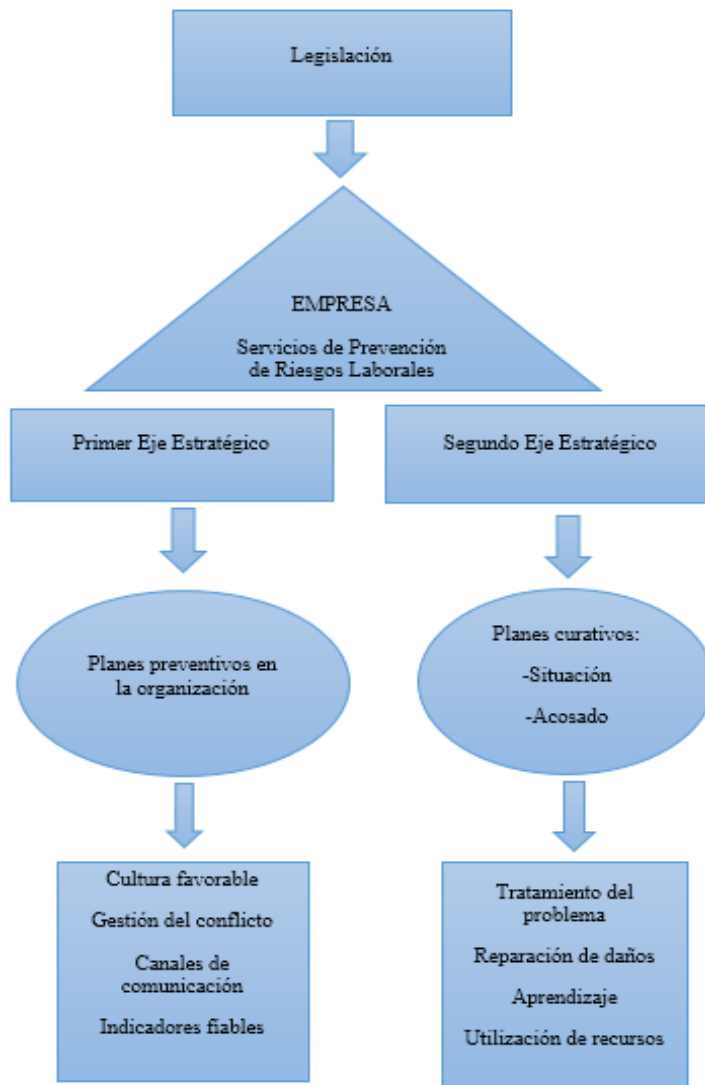 Legislación
EMPRESA
Servicios de Prevención
de Riesgos Laborales
Primer Eje Estratégico
Segundo Eje Estratégico
Planes preventivos en
la organización
Planes curativos:
-Situación
-Acosado
Cultura favorable
Gestión del conflicto
Canales de
comunicación
Indicadores fiables
Tratamiento del
problema
Reparación de daños
Aprendizaje
Utilización de recursos